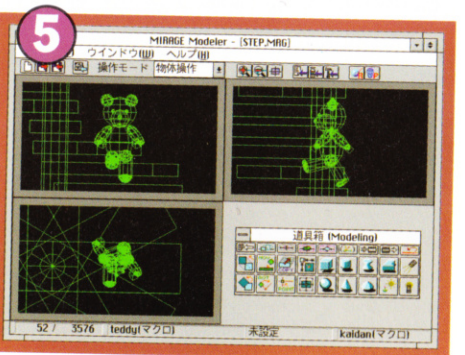 5
MIRAGE Modeler - [STEP.MRG]
ウインドウ(W) ヘルプ(H)
操作モード 物体操作
道具箱 (Modeling)
52 / 3576 teddy(マクロ) 未設定 kaidan(マクロ)